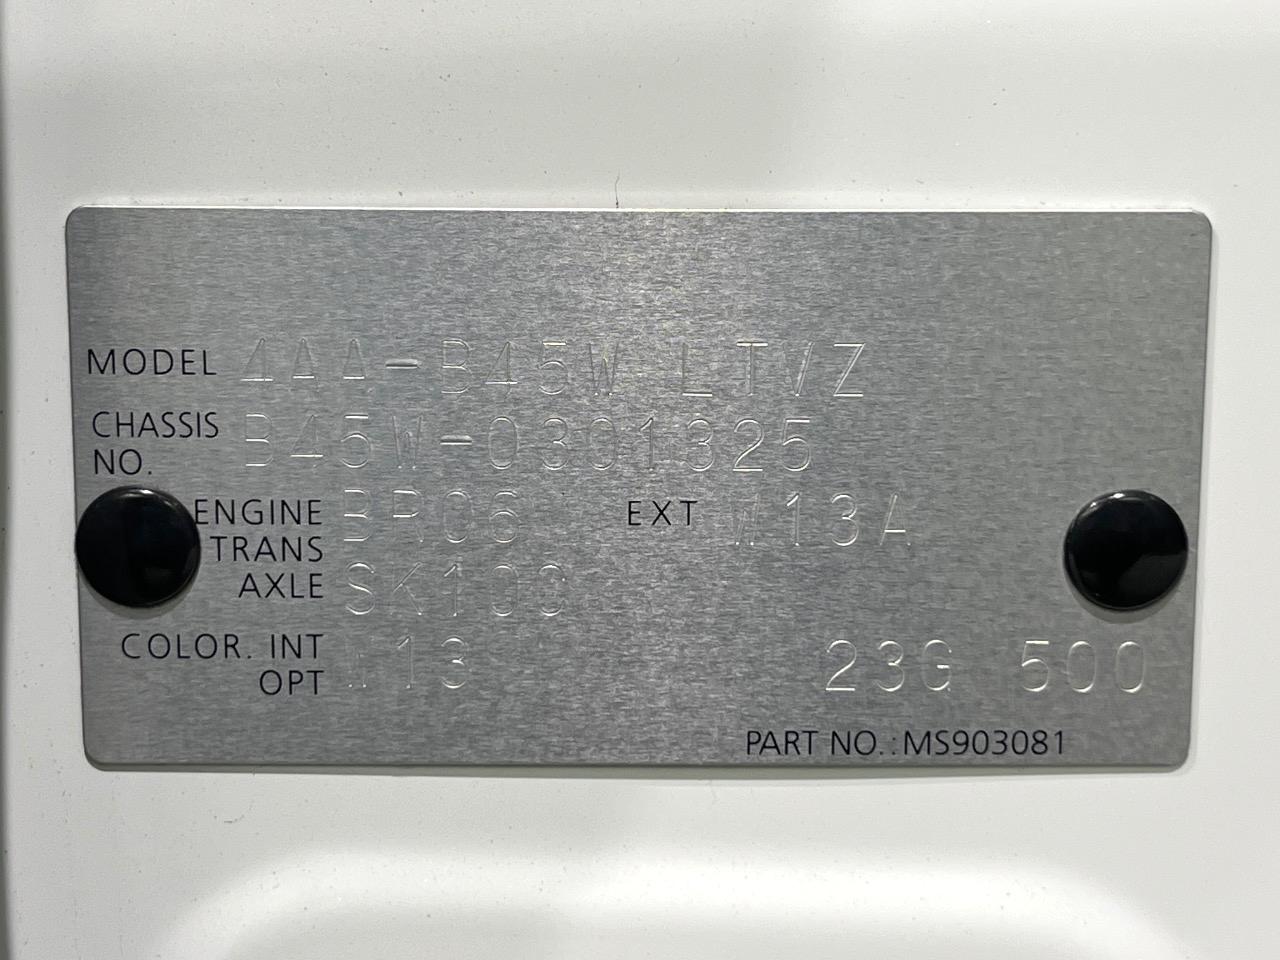 MODEL 4AA-B45W LTVZ
CHASSIS NO. B45W-0301325
ENGINE BR06 EXT W13A
TRANS AXLE SK100
COLOR. INT OPT W13 23G 500
PART NO.: MS903081